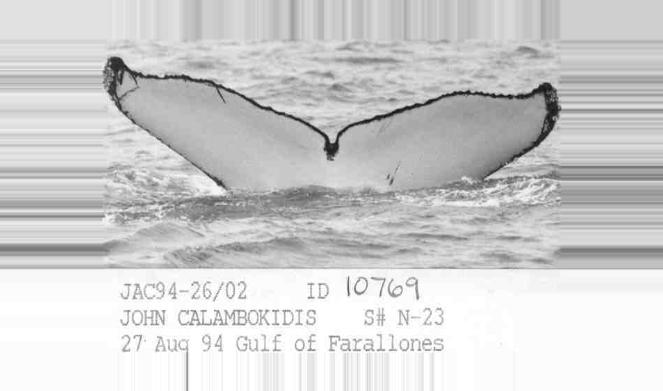 JAC94-26/02 ID 10769
JOHN CALAMBOKIDIS S# N-23
27 Aug 94 Gulf of Farallones